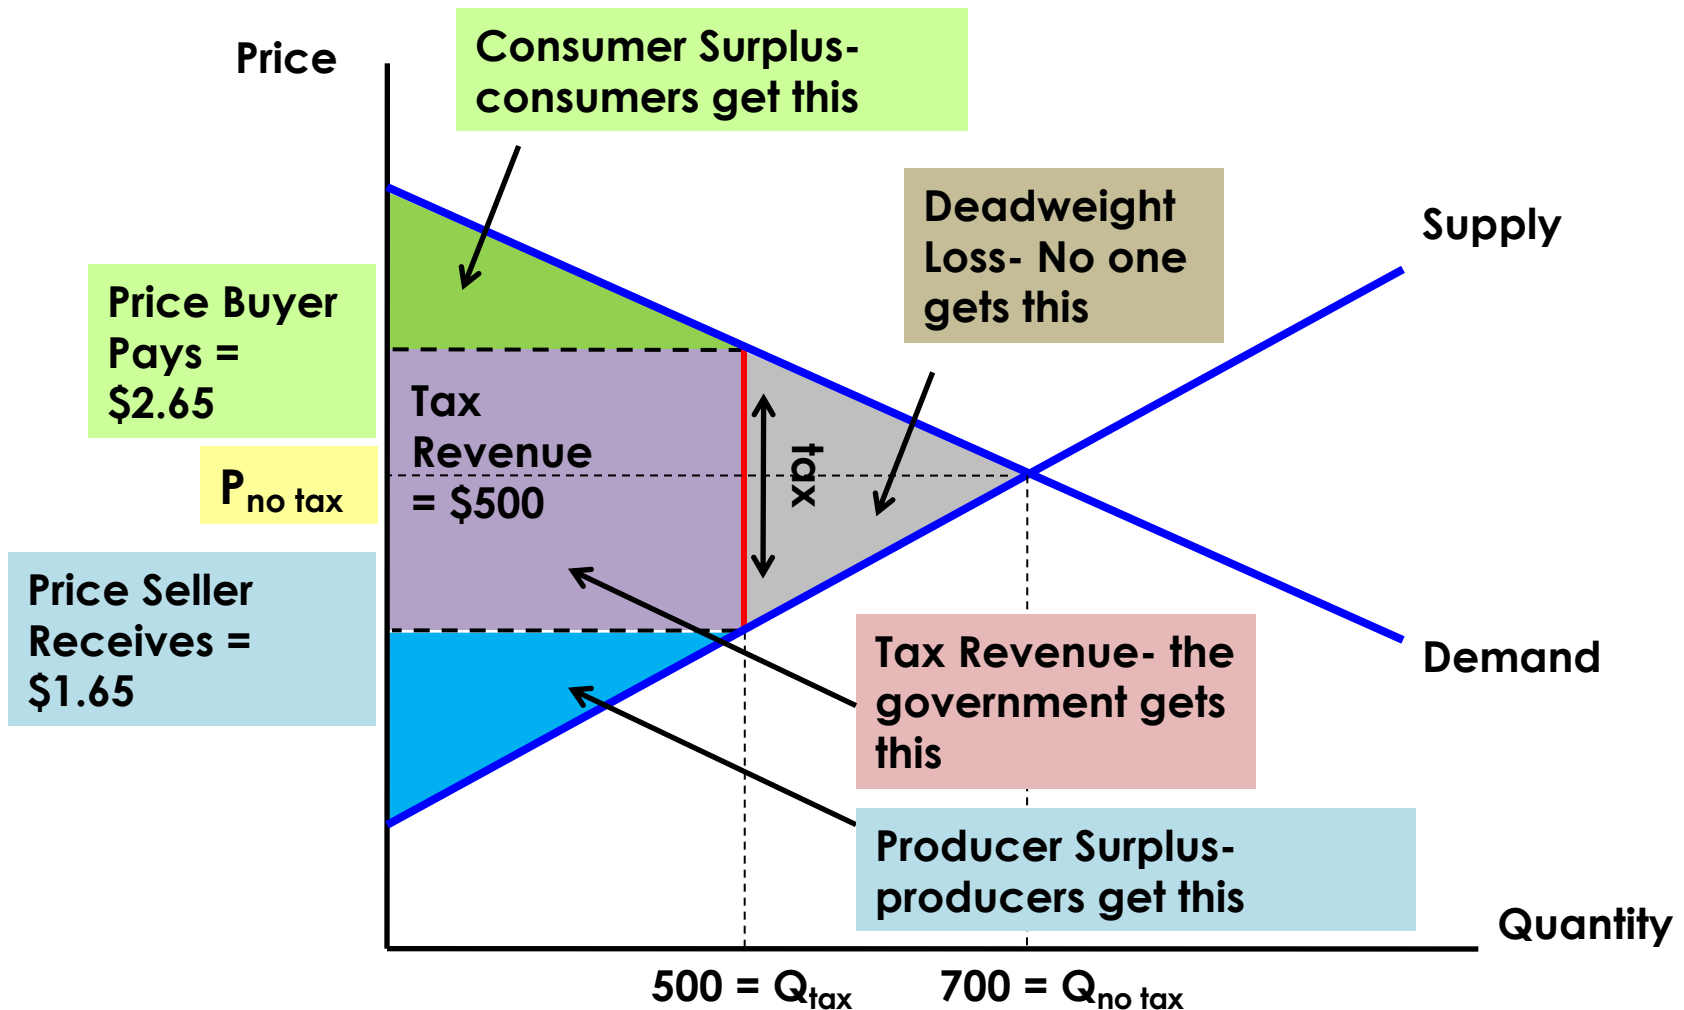 Price
Consumer Surplus-
consumers get this
Deadweight
Loss- No one
gets this
Supply
Price Buyer
Pays =
$2.65
Tax
Revenue
= $500
tax
P no tax
Price Seller
Receives =
$1.65
Tax Revenue- the
government gets
this
Demand
Producer Surplus-
producers get this
Quantity
500 = Qtax
700 = Qno tax